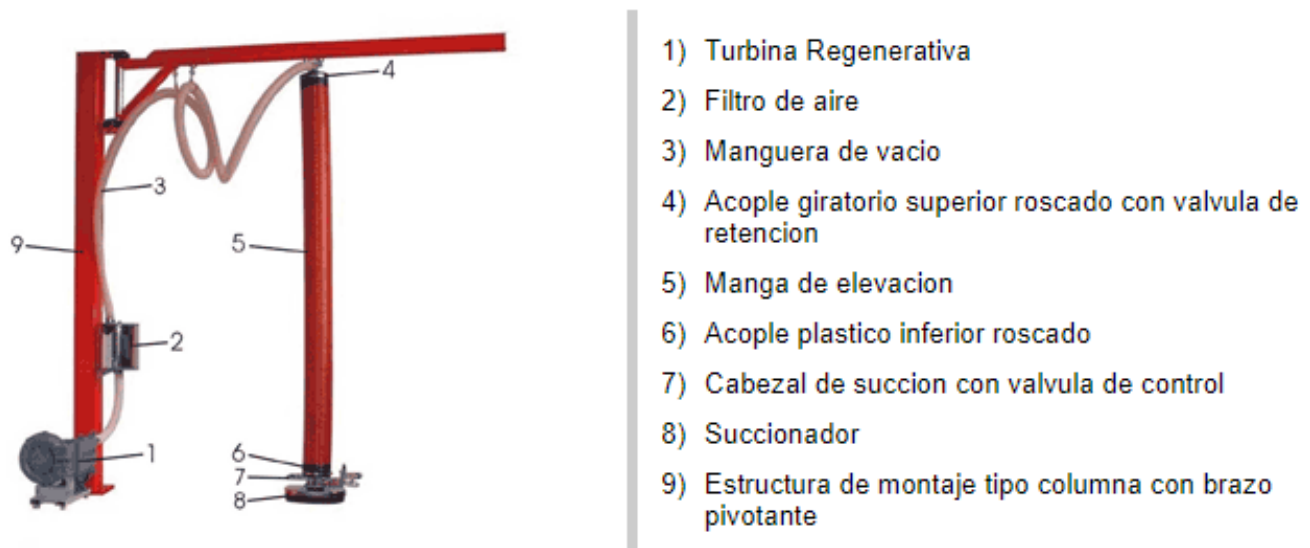 4
3
9
5
2
1
6
7
8
1) Turbina Regenerativa
2) Filtro de aire
3) Manguera de vacio
4) Acople giratorio superior roscado con valvula de
retencion
5) Manga de elevacion
6) Acople plastico inferior roscado
7) Cabezal de succion con valvula de control
8) Succionador
9) Estructura de montaje tipo columna con brazo
pivotante